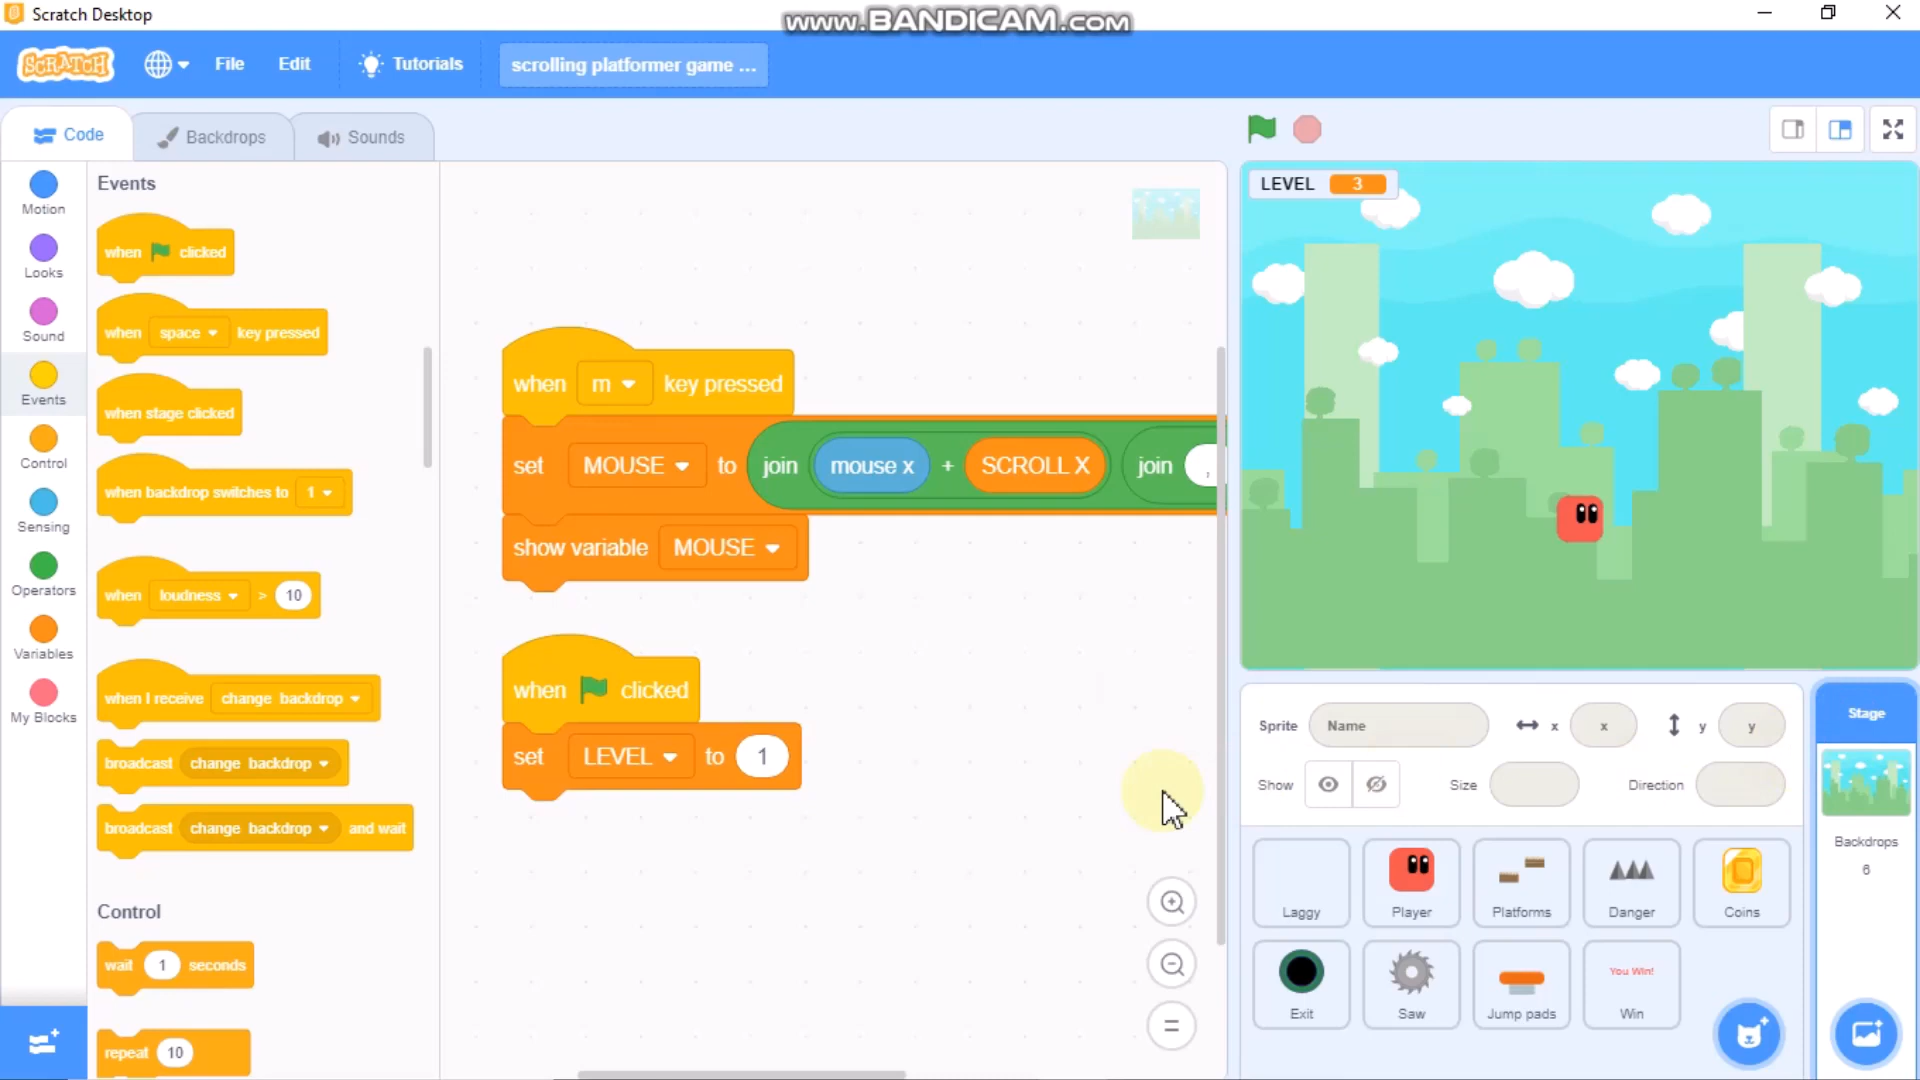 Scratch Desktop
www.BANDICAM.com
SCRATCH
File
Edit
Tutorials
scrolling platformer game ...
Code
Backdrops
Sounds
Motion
Looks
Sound
Events
Control
Sensing
Operators
Variables
My Blocks
Events
when clicked
when space key pressed
when stage clicked
when backdrop switches to 1
when loudness > 10
when I receive change backdrop
broadcast change backdrop
broadcast change backdrop and wait
Control
wait 1 seconds
repeat 10
when m key pressed
set MOUSE to join mouse x + SCROLL X join ,
show variable MOUSE
when clicked
set LEVEL to 1
LEVEL 3
Sprite Name x x y y
Show Size Direction
Laggy
Player
Platforms
Danger
Coins
Exit
Saw
Jump pads
You Win!
Win
Stage
Backdrops
6